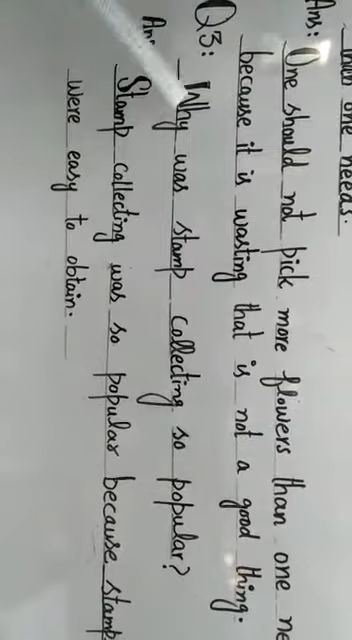 than one needs.
Ans: One should not pick more flowers than one
because it is wasting that is not a good thing.
Q3: Why was stamp collecting so popular?
Stamp collecting was so popular because stamp
were easy to obtain.